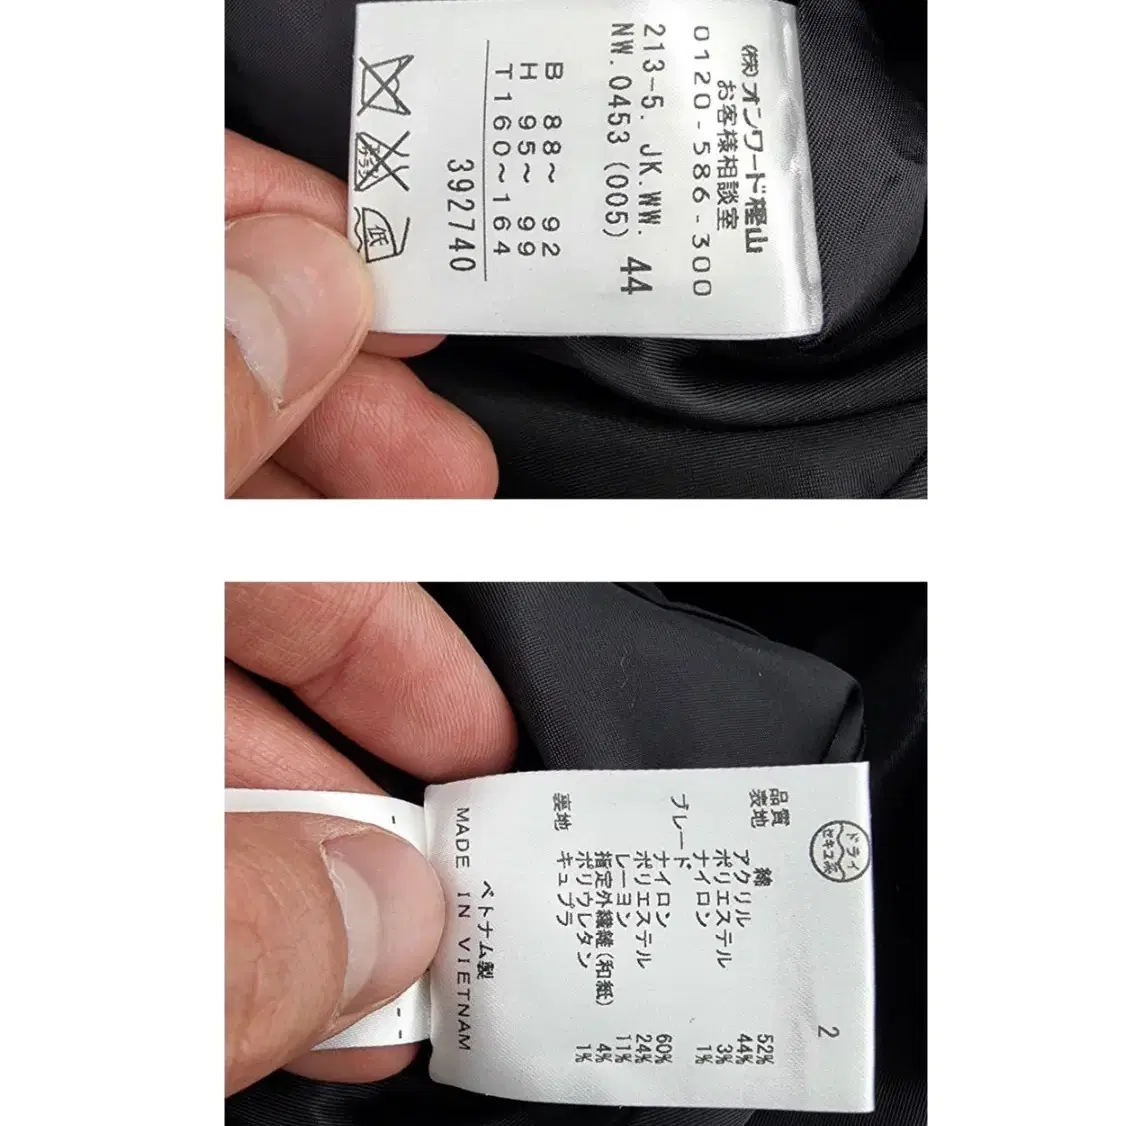 (株)オンワード樫山
お客様相談室
0120-586-300
213-5. JK.WW. 44
NW.0453 (005)
B 88～ 92
H 95～ 99
T160～164
392740
低
ドライ
セキユ系
2
品質
表地 綿 52%
アクリル 44%
ポリエステル 3%
ナイロン 1%
ブレード
ナイロン 60%
ポリエステル 24%
レーヨン 11%
指定外繊維(和紙) 4%
ポリウレタン 1%
裏地 キュプラ
ベトナム製
MADE IN VIETNAM